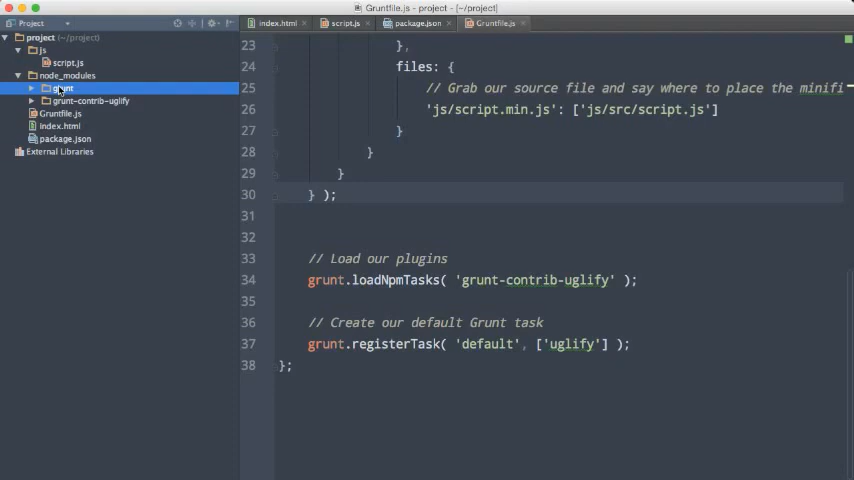 Gruntfile.js - project - [~/project]
Project
index.html
script.js
package.json
Gruntfile.js
project (~/project)
js
script.js
node_modules
grunt
grunt-contrib-uglify
Gruntfile.js
index.html
package.json
External Libraries
23 },
24 files: {
25 // Grab our source file and say where to place the minifi
26 'js/script.min.js': ['js/src/script.js']
27 }
28 }
29 }
30 } );
31
32
33 // Load our plugins
34 grunt.loadNpmTasks( 'grunt-contrib-uglify' );
35
36 // Create our default Grunt task
37 grunt.registerTask( 'default', ['uglify'] );
38 };